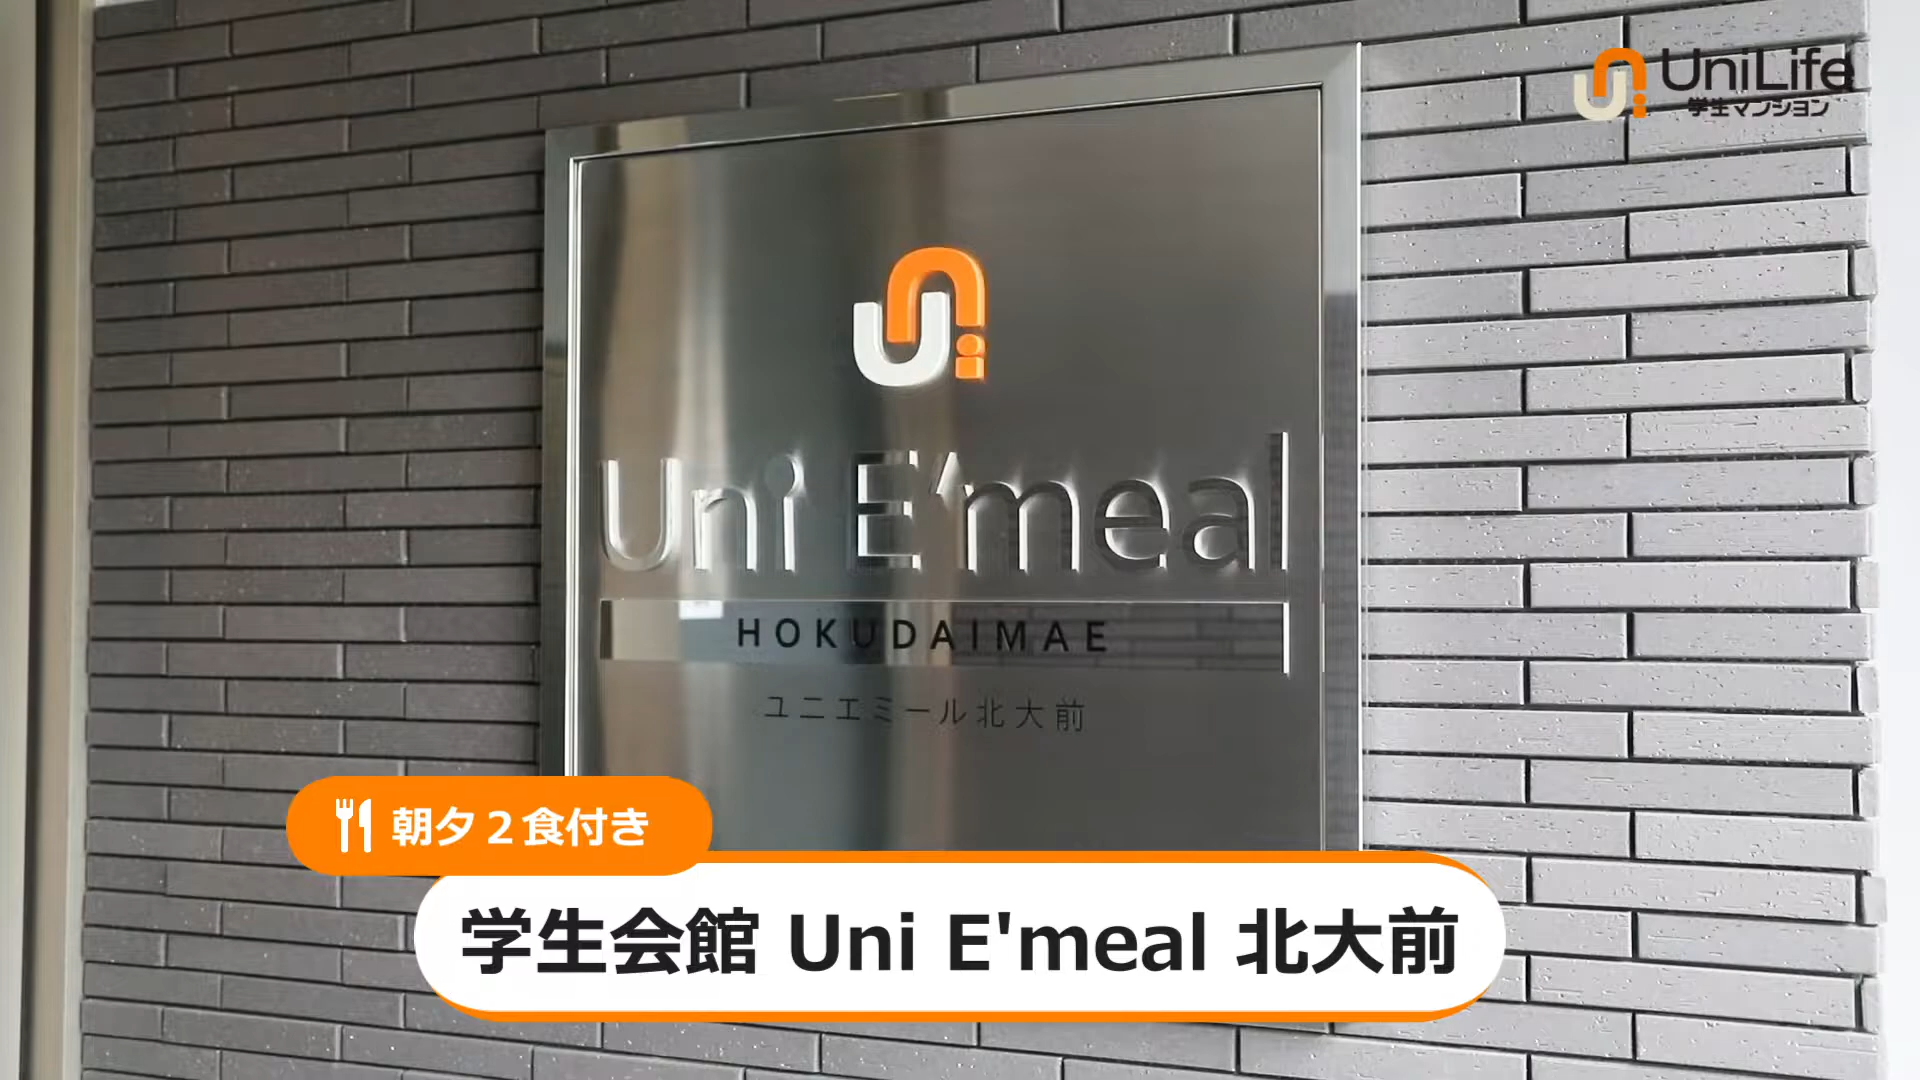 UniLife
学生マンション
Uni
Uni E'meal
HOKUDAIMAE
ユニエミール北大前
朝夕2食付き
学生会館 Uni E'meal 北大前